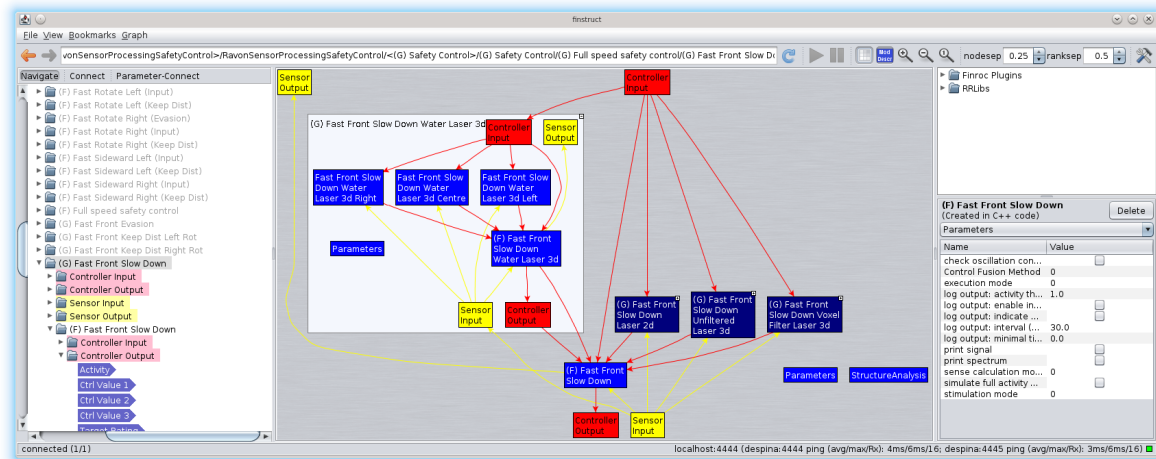 finstruct
File View Bookmarks Graph
vonSensorProcessingSafetyControl>/RavonSensorProcessingSafetyControl/<(G) Safety Control>/(G) Safety Control/(G) Full speed safety control/(G) Fast Front Slow Do
Mod
Descr
nodesep 0.25 ranksep 0.5
Navigate Connect Parameter-Connect
(F) Fast Rotate Left (Input)
(F) Fast Rotate Left (Keep Dist)
(F) Fast Rotate Right (Evasion)
(F) Fast Rotate Right (Input)
(F) Fast Rotate Right (Keep Dist)
(F) Fast Sideward Left (Input)
(F) Fast Sideward Left (Keep Dist)
(F) Fast Sideward Right (Input)
(F) Fast Sideward Right (Keep Dist)
(F) Full speed safety control
(G) Fast Front Evasion
(G) Fast Front Keep Dist Left Rot
(G) Fast Front Keep Dist Right Rot
(G) Fast Front Slow Down
Controller Input
Controller Output
Sensor Input
Sensor Output
(F) Fast Front Slow Down
Controller Input
Controller Output
Activity
Ctrl Value 1
Ctrl Value 2
Ctrl Value 3
Target Rating
Sensor
Output
Controller
Input
(G) Fast Front Slow Down Water Laser 3d
Controller
Input
Sensor
Output
Fast Front Slow
Down Water
Laser 3d Right
Fast Front Slow
Down Water
Laser 3d Centre
Fast Front Slow
Down Water
Laser 3d Left
Parameters
(F) Fast Front
Slow Down
Water Laser 3d
Sensor
Input
Controller
Output
(G) Fast Front
Slow Down
Laser 2d
(G) Fast Front
Slow Down
Unfiltered
Laser 3d
(G) Fast Front
Slow Down Voxel
Filter Laser 3d
(F) Fast Front
Slow Down
Parameters
StructureAnalysis
Controller
Output
Sensor
Input
Finroc Plugins
RRLibs
(F) Fast Front Slow Down
(Created in C++ code)
Delete
Parameters
Name Value
check oscillation con...
Control Fusion Method 0
execution mode 0
log output: activity th... 1.0
log output: enable in...
log output: indicate ...
log output: interval (... 30.0
log output: minimal ti... 0.0
print signal
print spectrum
sense calculation mo... 0
simulate full activity ...
stimulation mode 0
connected (1/1)
localhost:4444 (despina:4444 ping (avg/max/Rx): 4ms/6ms/16; despina:4445 ping (avg/max/Rx): 3ms/6ms/16)